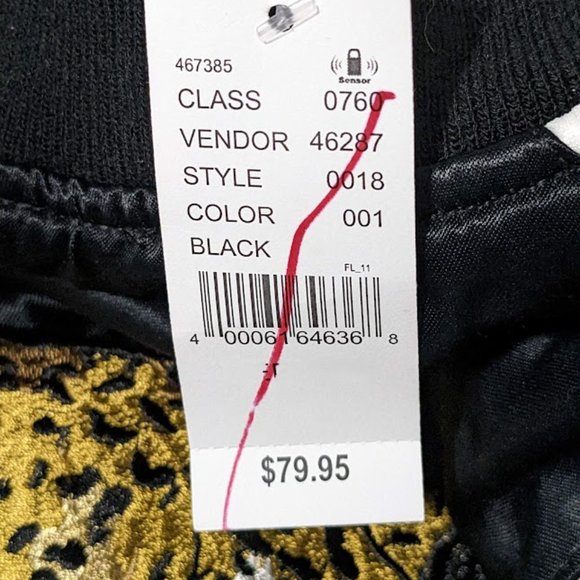 467385
Sensor
CLASS 0760
VENDOR 46287
STYLE 0018
COLOR 001
BLACK
FL_11
4 00061 64636 8
$79.95